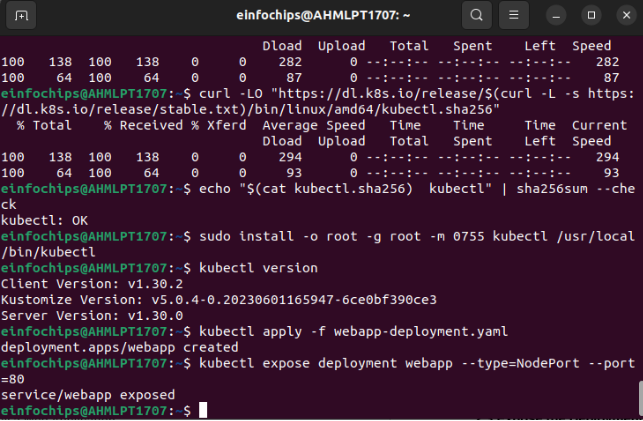 einfochips@AHMLPT1707: ~
Dload  Upload   Total   Spent    Left  Speed
100   138  100   138    0     0    282      0 --:--:-- --:--:-- --:--:--   282
100    64  100    64    0     0     87      0 --:--:-- --:--:-- --:--:--    87
einfochips@AHMLPT1707:~$ curl -LO "https://dl.k8s.io/release/$(curl -L -s https:
//dl.k8s.io/release/stable.txt)/bin/linux/amd64/kubectl.sha256"
  % Total    % Received % Xferd  Average Speed   Time    Time     Time  Current
                                 Dload  Upload   Total   Spent    Left  Speed
100   138  100   138    0     0    294      0 --:--:-- --:--:-- --:--:--   294
100    64  100    64    0     0     93      0 --:--:-- --:--:-- --:--:--    93
einfochips@AHMLPT1707:~$ echo "$(cat kubectl.sha256)  kubectl" | sha256sum --che
ck
kubectl: OK
einfochips@AHMLPT1707:~$ sudo install -o root -g root -m 0755 kubectl /usr/local
/bin/kubectl
einfochips@AHMLPT1707:~$ kubectl version
Client Version: v1.30.2
Kustomize Version: v5.0.4-0.20230601165947-6ce0bf390ce3
Server Version: v1.30.0
einfochips@AHMLPT1707:~$ kubectl apply -f webapp-deployment.yaml
deployment.apps/webapp created
einfochips@AHMLPT1707:~$ kubectl expose deployment webapp --type=NodePort --port
=80
service/webapp exposed
einfochips@AHMLPT1707:~$